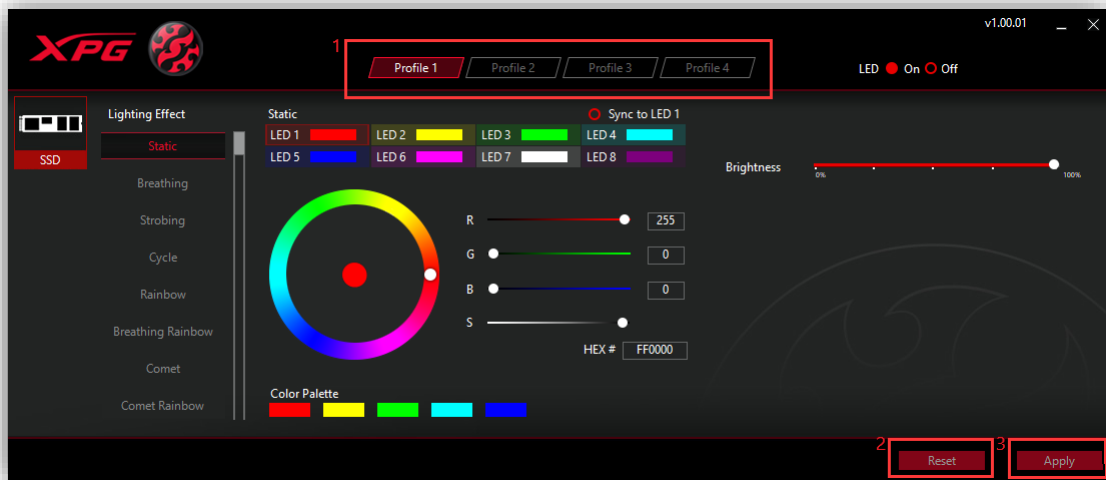 v1.00.01
XPG
1
Profile 1 Profile 2 Profile 3 Profile 4
LED On Off
SSD
Lighting Effect
Static
Breathing
Strobing
Cycle
Rainbow
Breathing Rainbow
Comet
Comet Rainbow
Static Sync to LED 1
LED 1 LED 2 LED 3 LED 4
LED 5 LED 6 LED 7 LED 8
R 255
G 0
B 0
S
HEX # FF0000
Color Palette
Brightness
0% 100%
2 Reset 3 Apply